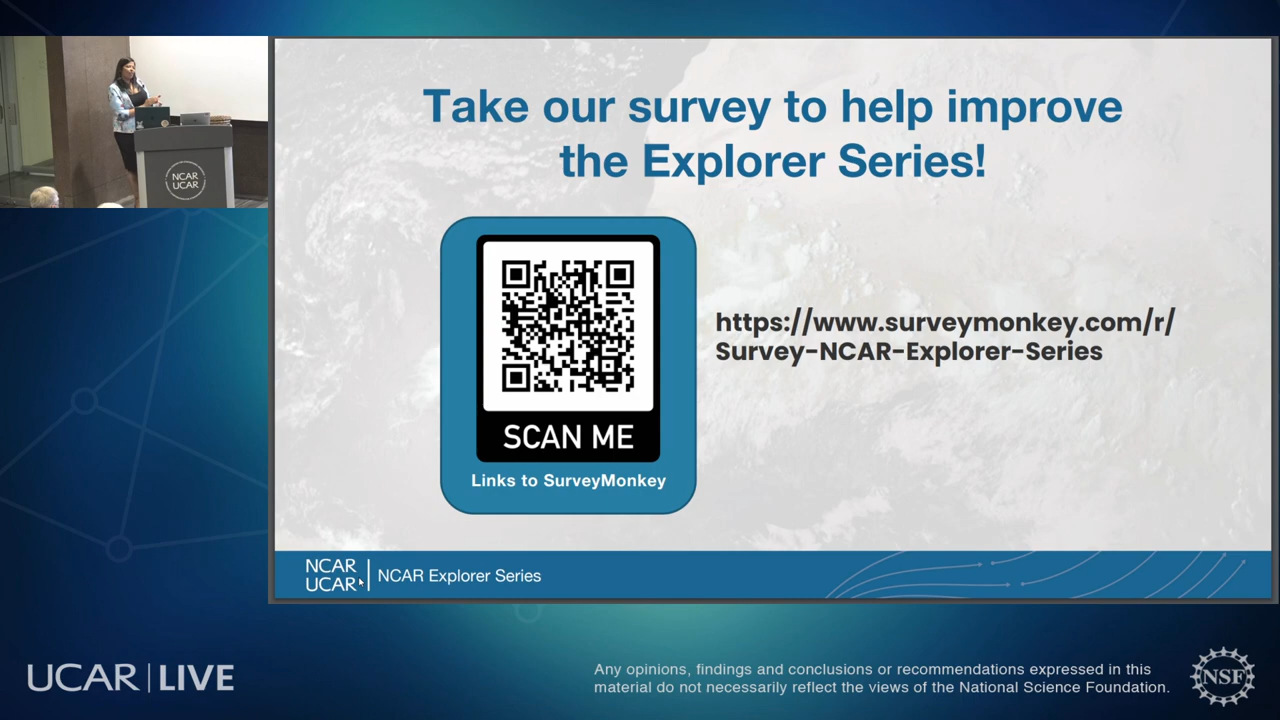 Take our survey to help improve
the Explorer Series!
https://www.surveymonkey.com/r/
Survey-NCAR-Explorer-Series
SCAN ME
Links to SurveyMonkey
NCAR
UCAR
NCAR
UCAR
NCAR Explorer Series
UCAR | LIVE
Any opinions, findings and conclusions or recommendations expressed in this
material do not necessarily reflect the views of the National Science Foundation.
NSF